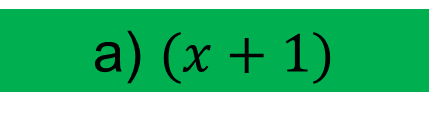 a) (x + 1)